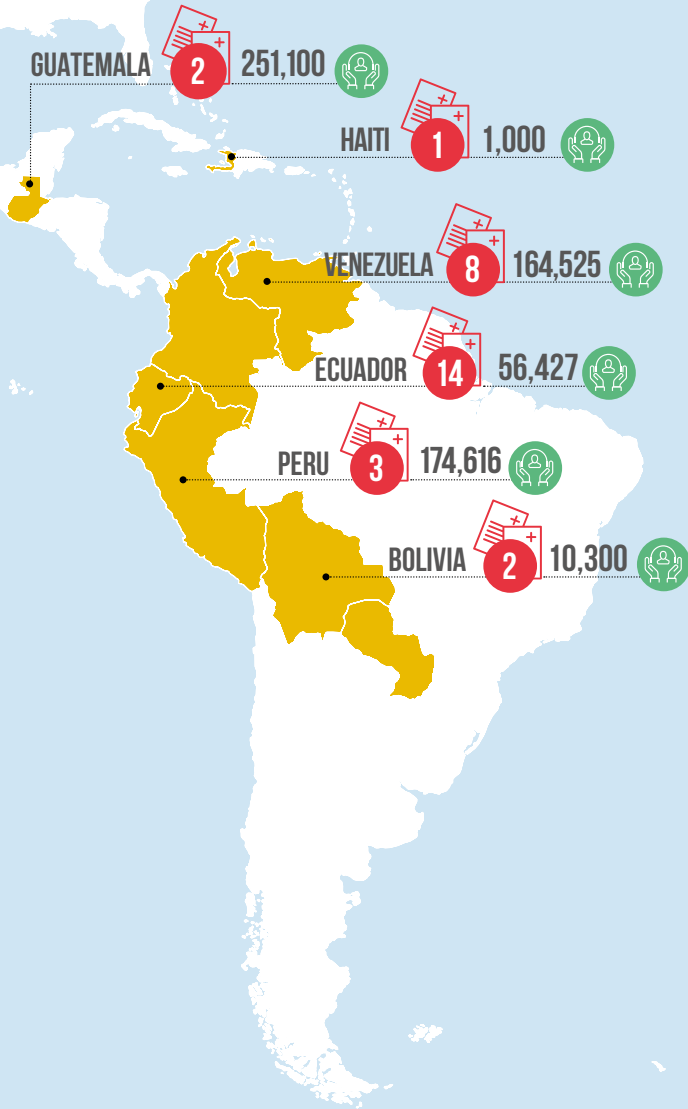 GUATEMALA 2 251,100
HAITI 1 1,000
VENEZUELA 8 164,525
ECUADOR 14 56,427
PERU 3 174,616
BOLIVIA 2 10,300